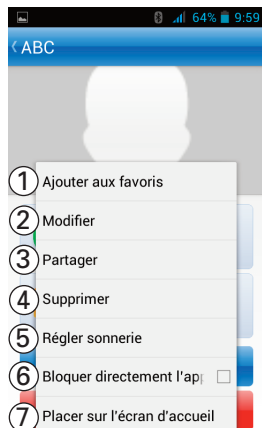 64% 9:59
ABC
1 Ajouter aux favoris
2 Modifier
3 Partager
4 Supprimer
5 Régler sonnerie
6 Bloquer directement l'app
7 Placer sur l'écran d'accueil